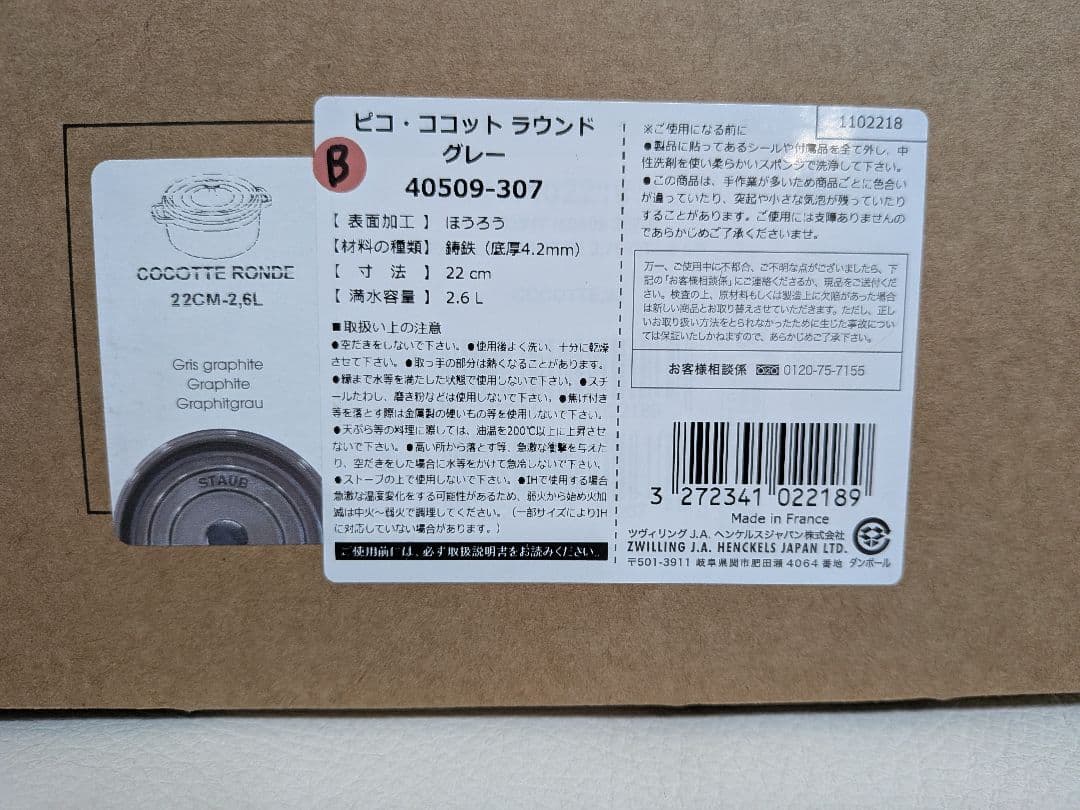 COCOTTE RONDE
22CM-2,6L
Gris graphite
Graphite
Graphitgrau
STAUB
B
ピコ・ココット ラウンド
グレー
40509-307
【 表面加工 】 ほうろう
【材料の種類】 鋳鉄（底厚4.2mm）
【 寸 法 】 22 cm
【 満水容量 】 2.6 L
■取扱い上の注意
●空だきをしないで下さい。●使用後よく洗い、十分に乾燥
させて下さい。●取っ手の部分は熱くなることがあります。
●縁まで水等を満たした状態で使用しないで下さい。●スチ
ールたわし、磨き粉などは使用しないで下さい。●焦げ付き
等を落とす際は金属製の硬いもの等を使用しないで下さい。
●天ぷら等の料理に際しては、油温を200℃以上に上昇させ
ないで下さい。●高い所から落とす等、急激な衝撃を与えた
り、空だきをした場合に水等をかけて急冷しないで下さい。
●ストーブの上で使用しないで下さい。●IHで使用する場合
急激な温度変化をする可能性があるため、弱火から始め火加
減は中火～弱火で調理してください。（一部サイズによりIH
に対応していない場合があります。）
ご使用前には、必ず取扱説明書をお読みください。
1102218
※ご使用になる前に
●製品に貼ってあるシールや付属品を全て外し、中
性洗剤を使い柔らかいスポンジで洗浄して下さい。
●この商品は、手作業が多いため商品ごとに色合い
が違っていたり、突起や小さな気泡が残っていたり
することがあります。ご使用には支障ありませんの
であらかじめご了承くださいませ。
万一、ご使用中に不都合、ご不明な点がございましたら、下
記の「お客様相談係」にご連絡くださるか、現品をご送付くだ
さい。検査の上、原材料もしくは製造上に欠陥があった場合
は新しい商品とお取り替えさせていただきます。ただし、正し
いお取り扱い方法をとられなかったために生じた事故につい
ては保証いたしかねますので、あらかじめご了承下さい。
お客様相談係 0120-75-7155
3 272341 022189
Made in France
ツヴィリング J.A. ヘンケルスジャパン株式会社
ZWILLING J.A. HENCKELS JAPAN LTD.
〒501-3911 岐阜県関市肥田瀬 4064 番地 ダンボール